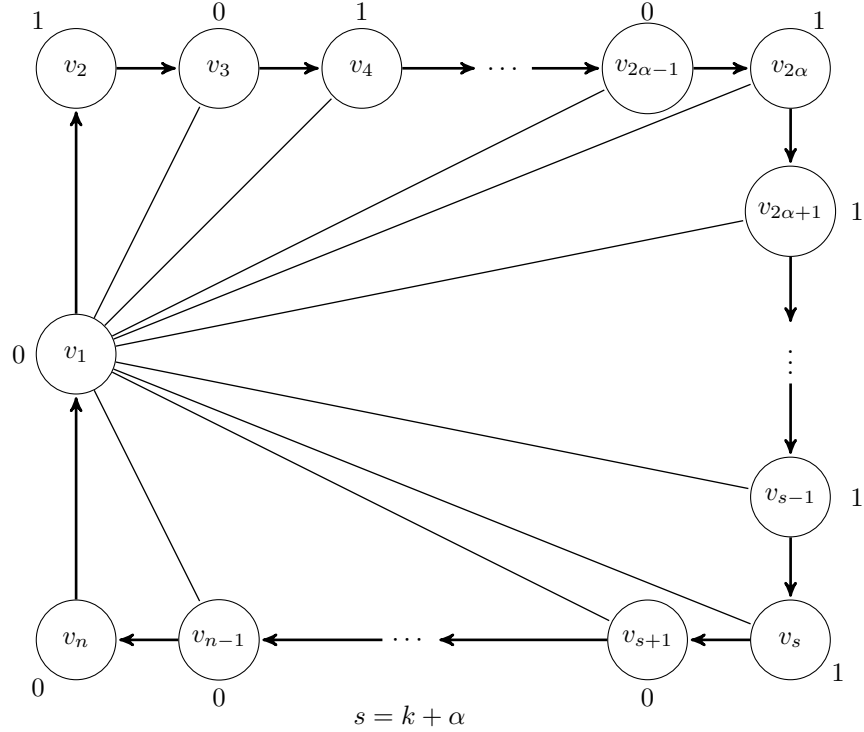 1 0 1 0 1
v_2 v_3 v_4 ⋯ v_{2α−1} v_{2α}
v_{2α+1} 1
0 v_1 ⋮
v_{s−1} 1
v_n v_{n−1} ⋯ v_{s+1} v_s
0 0 0 1
s = k + α